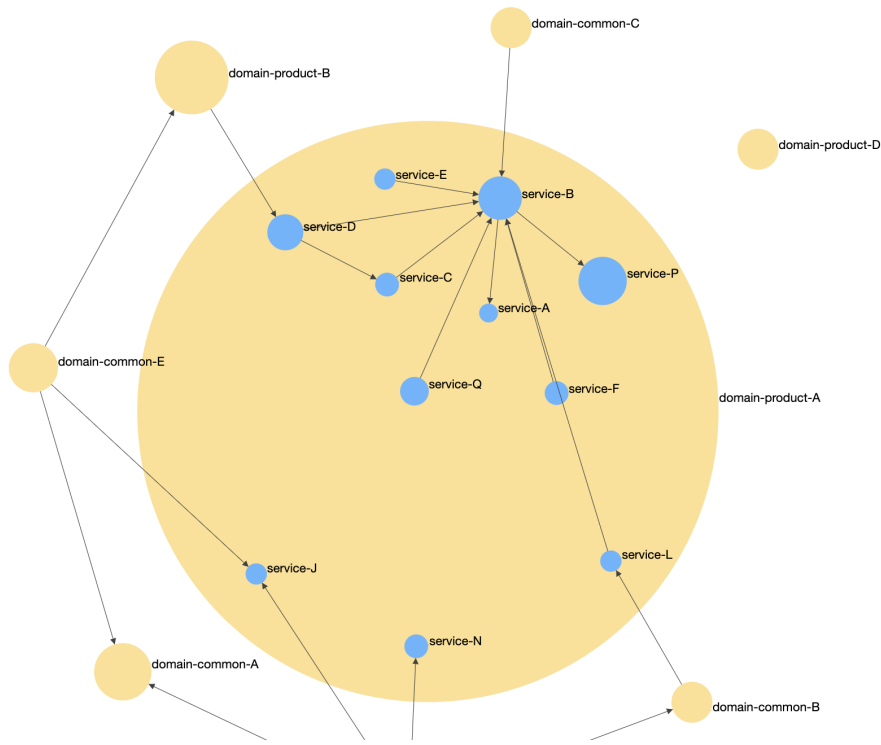 domain-common-C
domain-product-B
domain-product-D
service-E
service-B
service-D
service-P
service-C
service-A
domain-common-E
service-Q
service-F
domain-product-A
service-L
service-J
service-N
domain-common-A
domain-common-B